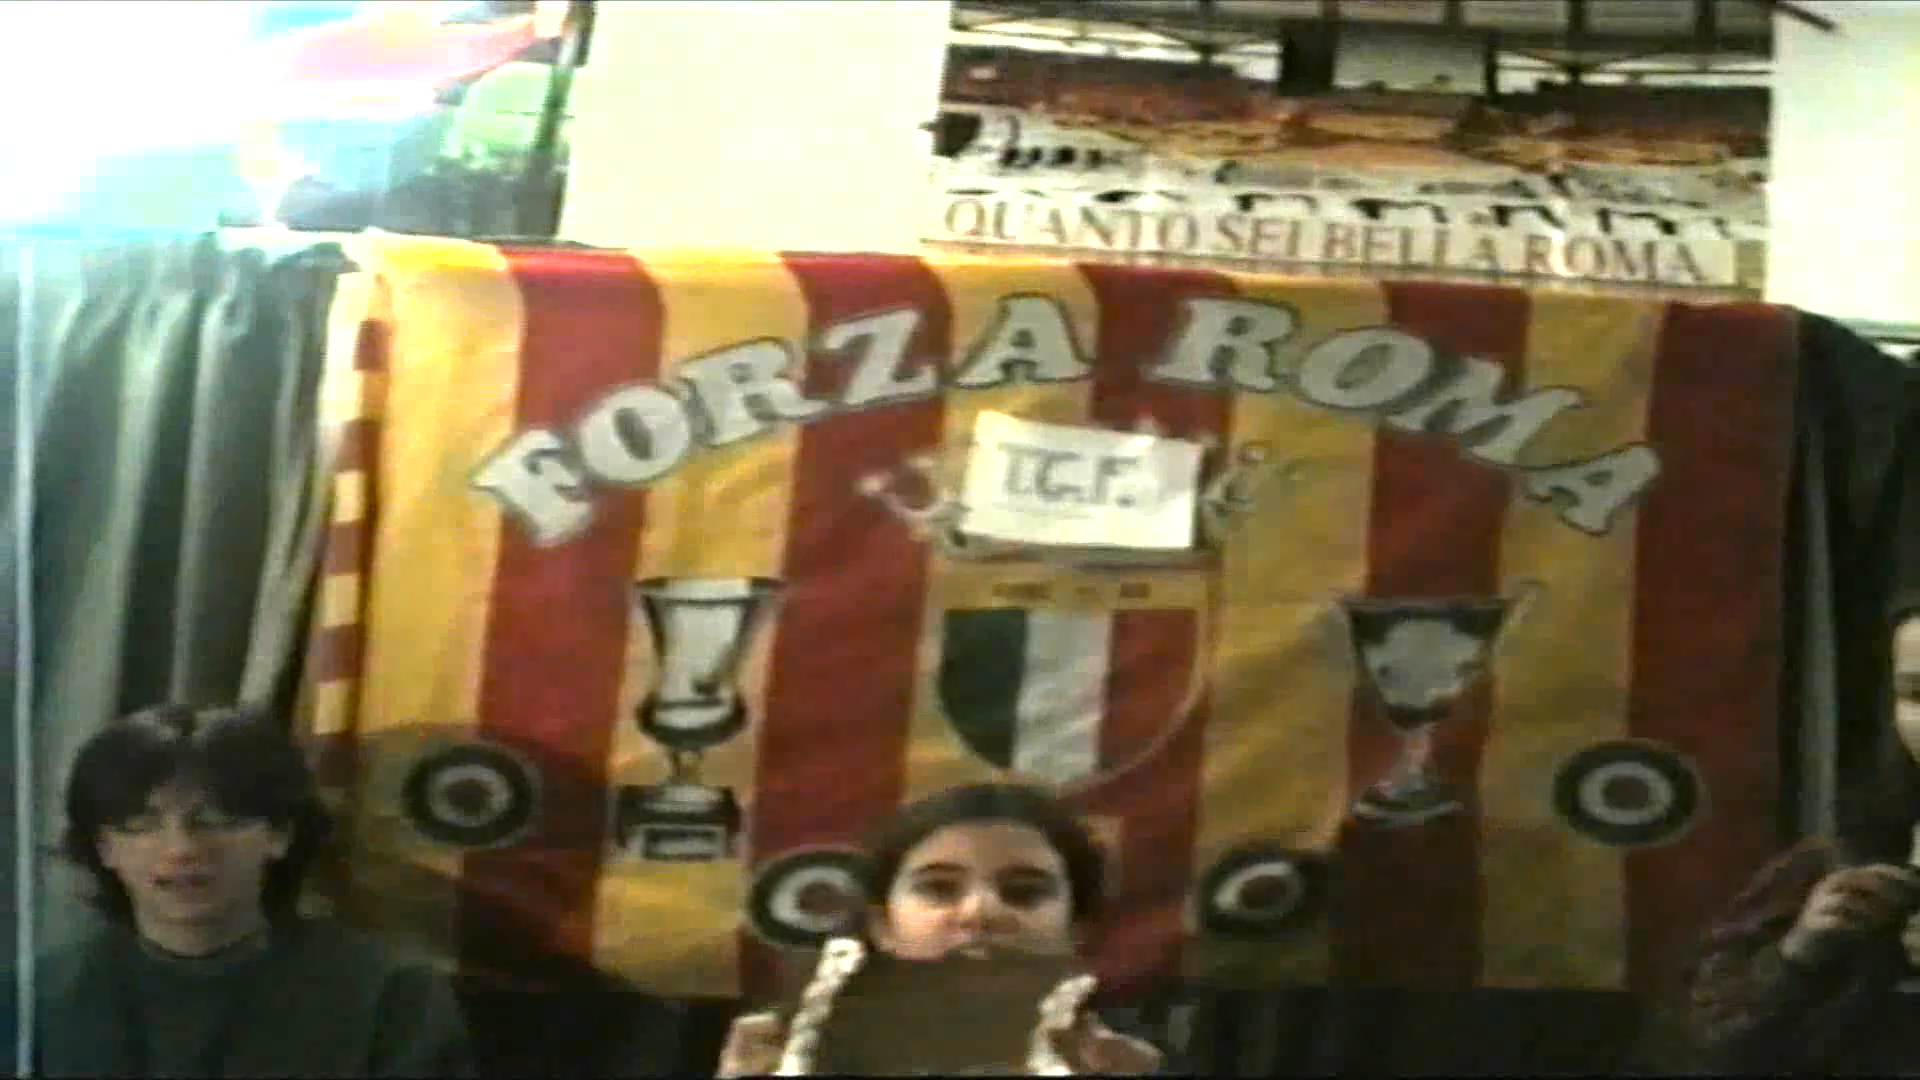 QUANTO SEI BELLA ROMA
FORZA ROMA
T.G.F.